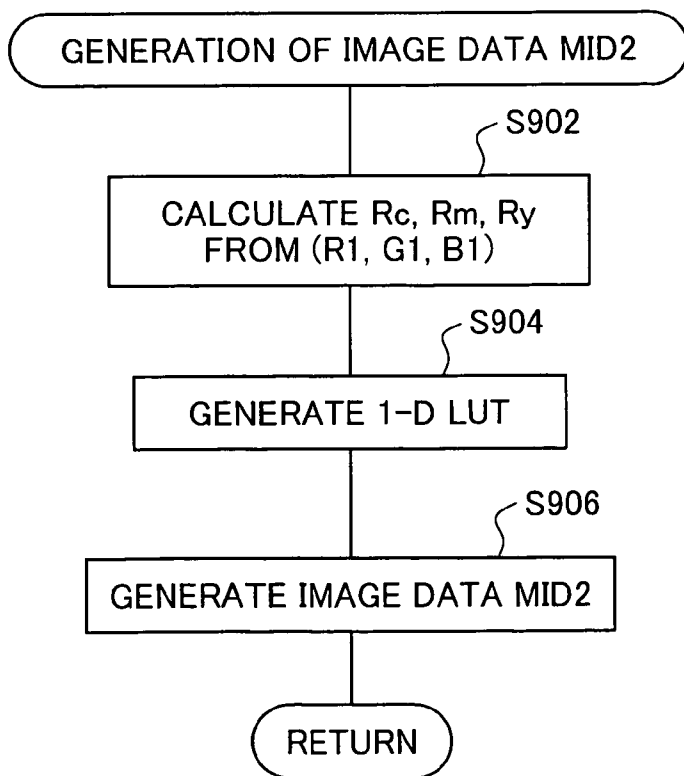 GENERATION OF IMAGE DATA MID2
S902
CALCULATE Rc, Rm, Ry
FROM (R1, G1, B1)
S904
GENERATE 1-D LUT
S906
GENERATE IMAGE DATA MID2
RETURN